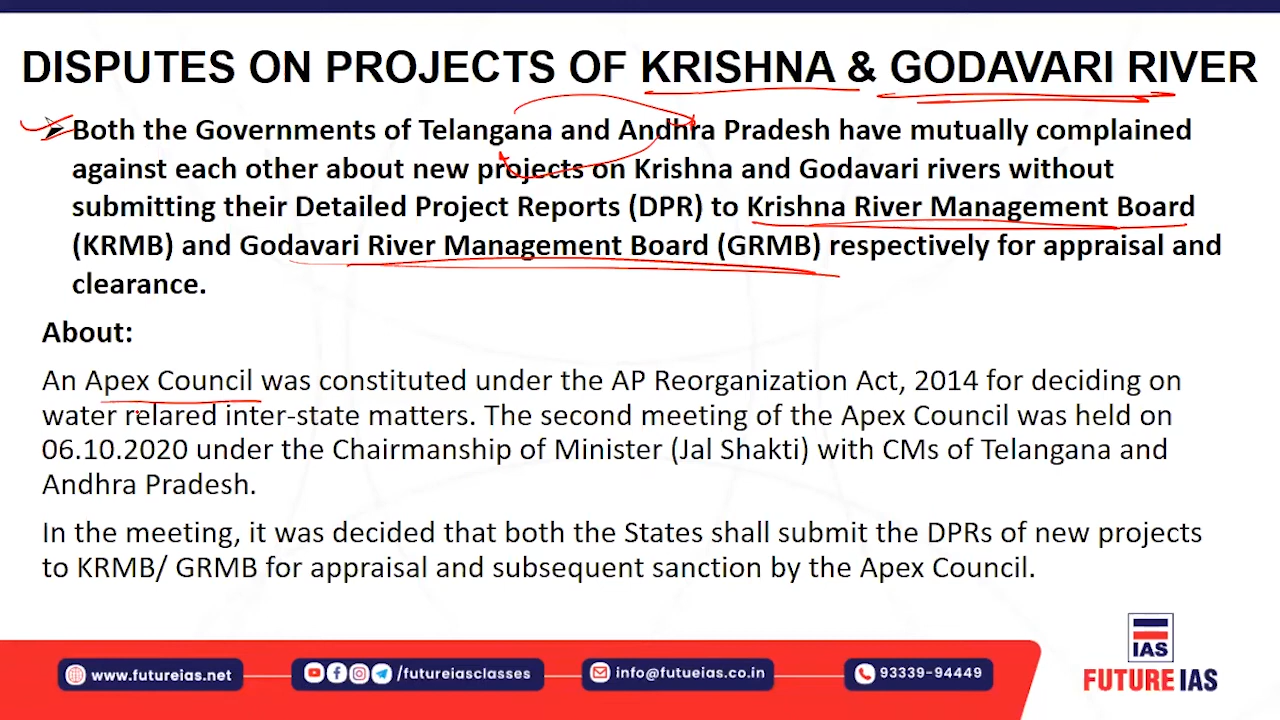 DISPUTES ON PROJECTS OF KRISHNA & GODAVARI RIVER
➢ Both the Governments of Telangana and Andhra Pradesh have mutually complained
against each other about new projects on Krishna and Godavari rivers without
submitting their Detailed Project Reports (DPR) to Krishna River Management Board
(KRMB) and Godavari River Management Board (GRMB) respectively for appraisal and
clearance.
About:
An Apex Council was constituted under the AP Reorganization Act, 2014 for deciding on
water relared inter-state matters. The second meeting of the Apex Council was held on
06.10.2020 under the Chairmanship of Minister (Jal Shakti) with CMs of Telangana and
Andhra Pradesh.
In the meeting, it was decided that both the States shall submit the DPRs of new projects
to KRMB/ GRMB for appraisal and subsequent sanction by the Apex Council.
www.futureias.net
/futureiasclasses
info@futueias.co.in
93339-94449
IAS
FUTURE IAS